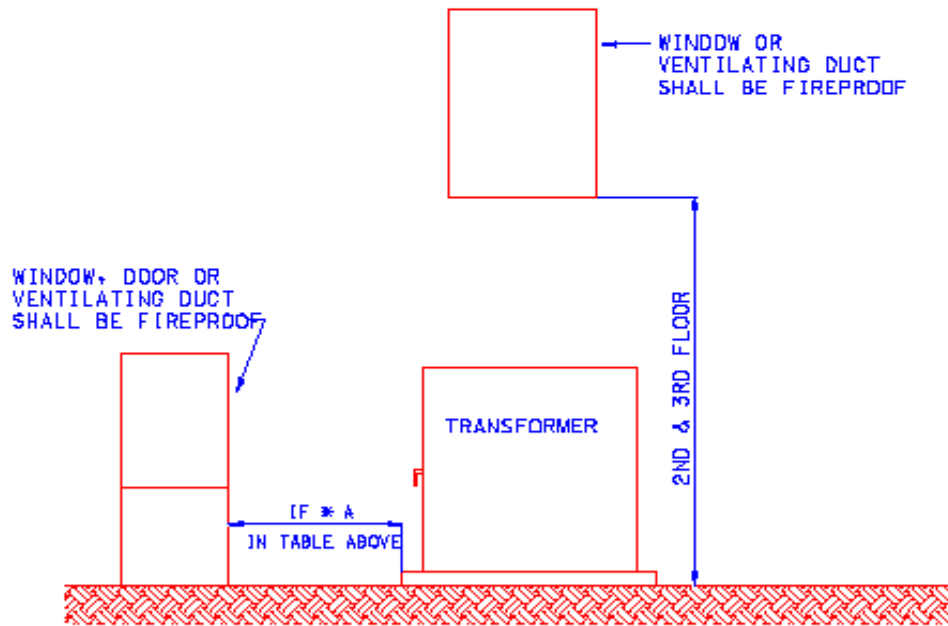 WINDOW OR
VENTILATING DUCT
SHALL BE FIREPROOF
WINDOW, DOOR OR
VENTILATING DUCT
SHALL BE FIREPROOF
2ND & 3RD FLOOR
TRANSFORMER
IF * A
IN TABLE ABOVE